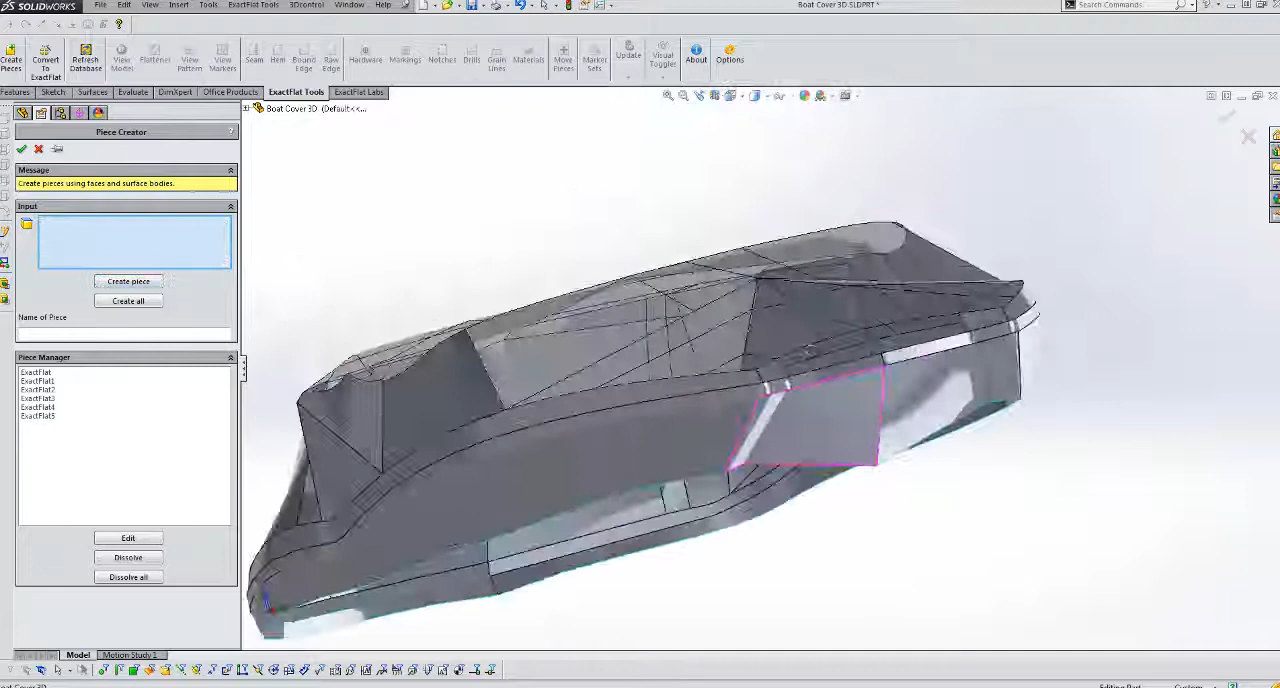 SOLIDWORKS
File Edit View Insert Tools ExactFlat Tools 3Dcontrol Window Help
Boat Cover 3D.SLDPRT *
Search Commands
Create Pieces
Convert To ExactFlat
Refresh Database
View Model
Flattener
View Pattern
View Markers
Seam
Hem
Bound Edge
Raw Edge
Hardware
Markings
Notches
Drills
Grain Lines
Materials
Move Pieces
Marker Sets
Update
Visual Toggler
About
Options
Features Sketch Surfaces Evaluate DimXpert Office Products ExactFlat Tools ExactFlat Labs
Boat Cover 3D (Default<<...
Piece Creator ?
Message
Create pieces using faces and surface bodies.
Input
Create piece
Create all
Name of Piece
Piece Manager
ExactFlat
ExactFlat1
ExactFlat2
ExactFlat3
ExactFlat4
ExactFlat5
Edit
Dissolve
Dissolve all
Model Motion Study 1
oat Cover 3D
Editing Part Custom